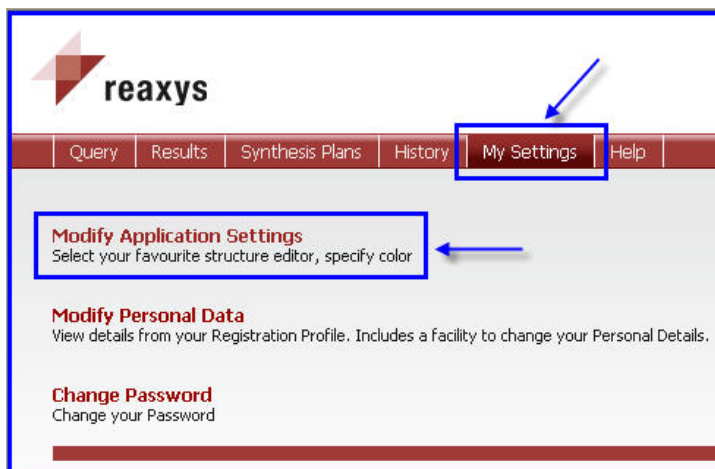 reaxys
Query Results Synthesis Plans History My Settings Help
Modify Application Settings
Select your favourite structure editor, specify color
Modify Personal Data
View details from your Registration Profile. Includes a facility to change your Personal Details.
Change Password
Change your Password